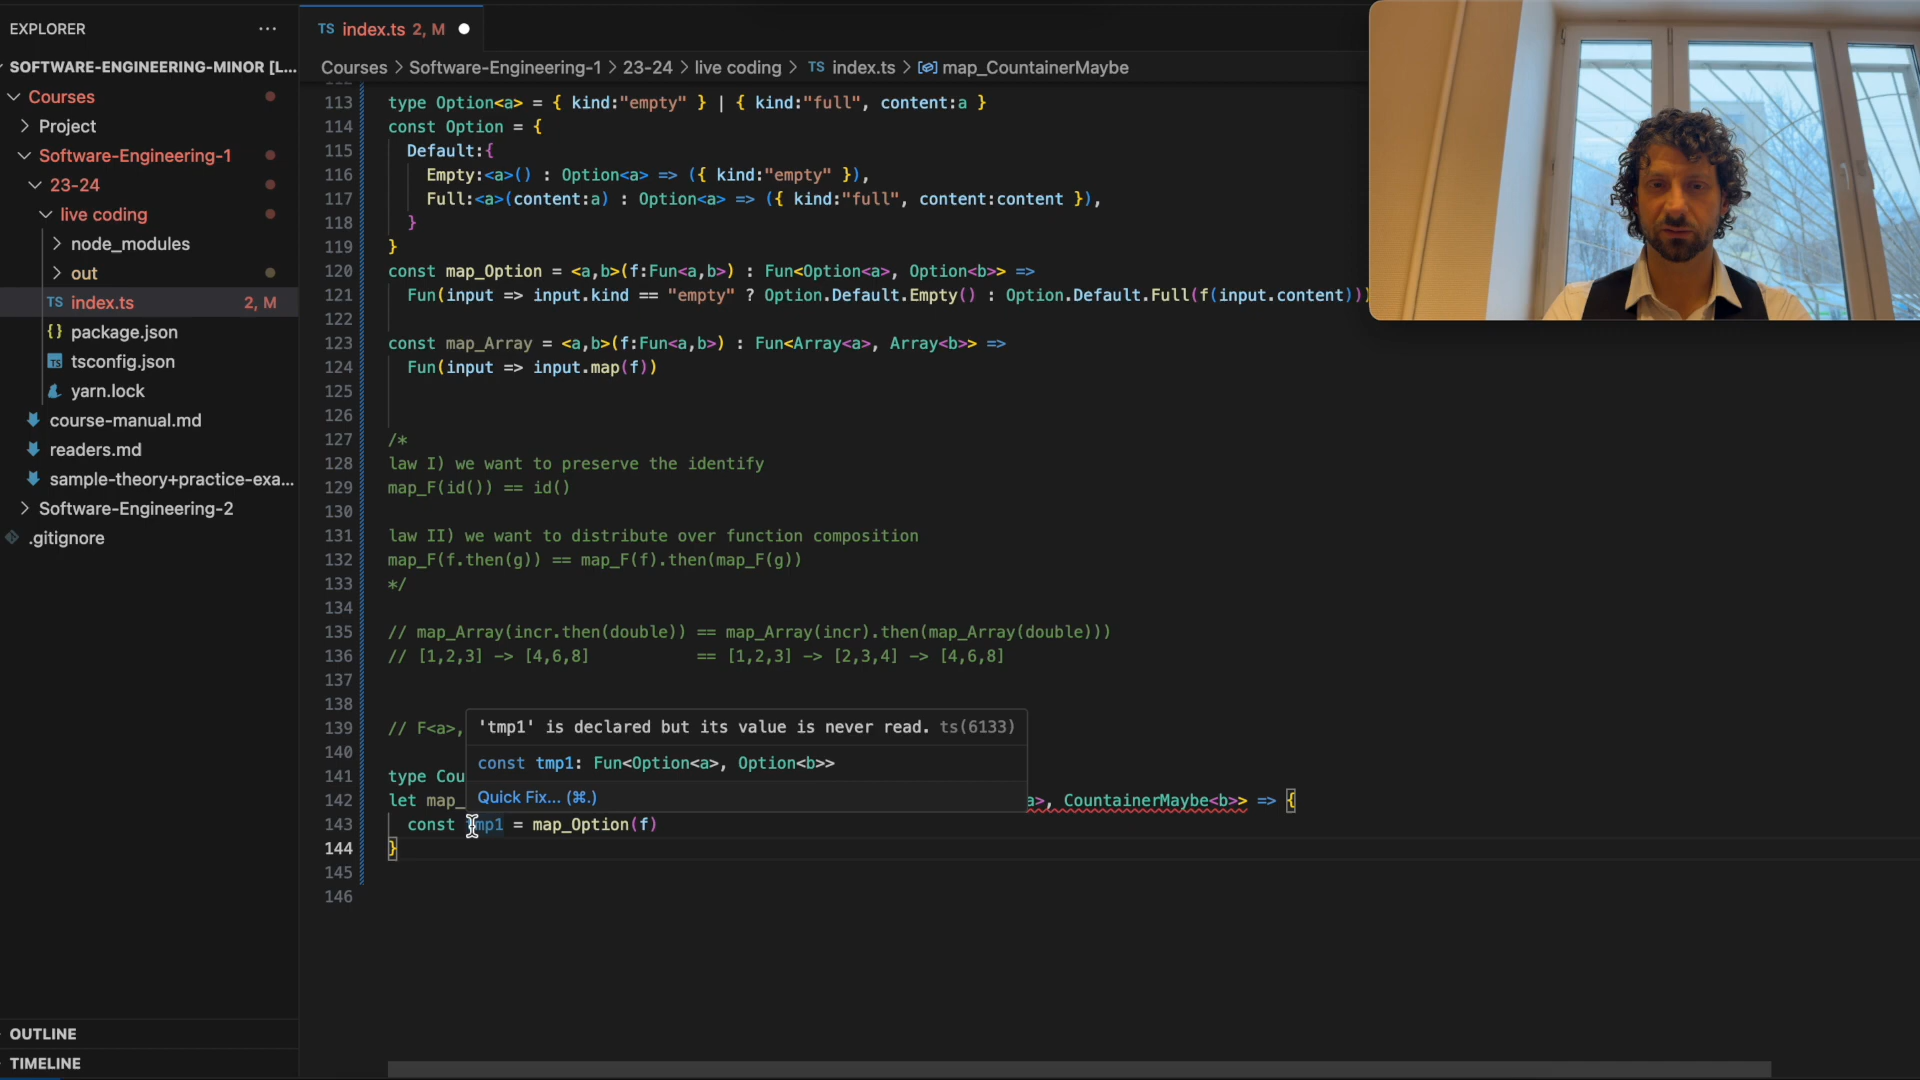 EXPLORER
SOFTWARE-ENGINEERING-MINOR [L...
Courses
Project
Software-Engineering-1
23-24
live coding
node_modules
out
TS index.ts 2, M
{} package.json
TS tsconfig.json
yarn.lock
course-manual.md
readers.md
sample-theory+practice-exa...
Software-Engineering-2
.gitignore
OUTLINE
TIMELINE
TS index.ts 2, M
Courses > Software-Engineering-1 > 23-24 > live coding > TS index.ts > map_CountainerMaybe
113 type Option<a> = { kind:"empty" } | { kind:"full", content:a }
114 const Option = {
115 Default:{
116 Empty:<a>() : Option<a> => ({ kind:"empty" }),
117 Full:<a>(content:a) : Option<a> => ({ kind:"full", content:content }),
118 }
119 }
120 const map_Option = <a,b>(f:Fun<a,b>) : Fun<Option<a>, Option<b>> =>
121 Fun(input => input.kind == "empty" ? Option.Default.Empty() : Option.Default.Full(f(input.content)))
122
123 const map_Array = <a,b>(f:Fun<a,b>) : Fun<Array<a>, Array<b>> =>
124 Fun(input => input.map(f))
125
126
127 /*
128 law I) we want to preserve the identify
129 map_F(id()) == id()
130
131 law II) we want to distribute over function composition
132 map_F(f.then(g)) == map_F(f).then(map_F(g))
133 */
134
135 // map_Array(incr.then(double)) == map_Array(incr).then(map_Array(double)))
136 // [1,2,3] -> [4,6,8] == [1,2,3] -> [2,3,4] -> [4,6,8]
137
138
139 // F<a>,
'tmp1' is declared but its value is never read. ts(6133)
140
const tmp1: Fun<Option<a>, Option<b>>
141 type Cou
Quick Fix... (⌘.)
142 let map_ a>, CountainerMaybe<b>> => {
143 const tmp1 = map_Option(f)
144 }
145
146